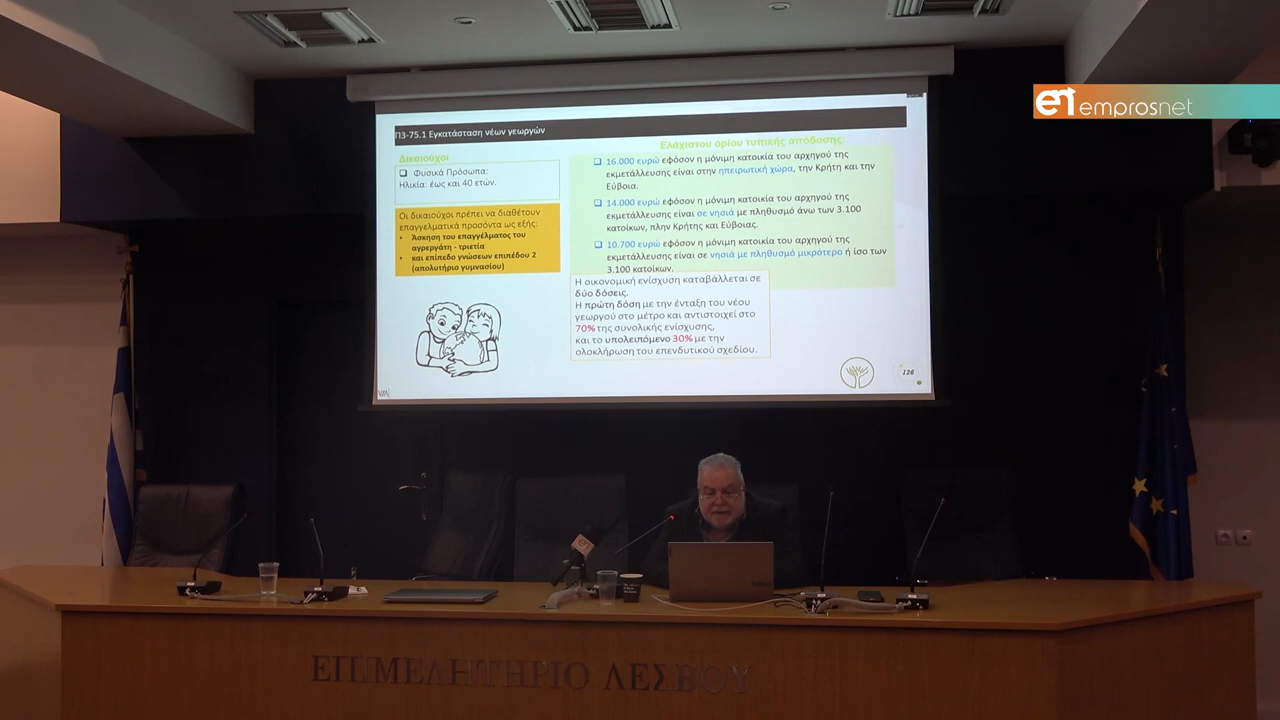 emprosnet
Π3-75.1 Εγκατάσταση νέων γεωργών
Δικαιούχοι
Φυσικά Πρόσωπα:
Ηλικία: έως και 40 ετών.
Οι δικαιούχοι πρέπει να διαθέτουν
επαγγελματικά προσόντα ως εξής:
• Άσκηση του επαγγέλματος του
αγρεργάτη - τριετία
• και επίπεδο γνώσεων επιπέδου 2
(απολυτήριο γυμνασίου)
Ελάχιστου ορίου τυπικής απόδοσης
16.000 ευρώ εφόσον η μόνιμη κατοικία του αρχηγού της
εκμετάλλευσης είναι στην ηπειρωτική χώρα, την Κρήτη και την
Εύβοια.
14.000 ευρώ εφόσον η μόνιμη κατοικία του αρχηγού της
εκμετάλλευσης είναι σε νησιά με πληθυσμό άνω των 3.100
κατοίκων, πλην Κρήτης και Εύβοιας.
10.700 ευρώ εφόσον η μόνιμη κατοικία του αρχηγού της
εκμετάλλευσης είναι σε νησιά με πληθυσμό μικρότερο ή ίσο των
3.100 κατοίκων.
Η οικονομική ενίσχυση καταβάλλεται σε
δύο δόσεις.
Η πρώτη δόση με την ένταξη του νέου
γεωργού στο μέτρο και αντιστοιχεί στο
70% της συνολικής ενίσχυσης,
και το υπολειπόμενο 30% με την
ολοκλήρωση του επενδυτικού σχεδίου.
126
ΕΠΙΜΕΛΗΤΗΡΙΟ ΛΕΣΒΟΥ